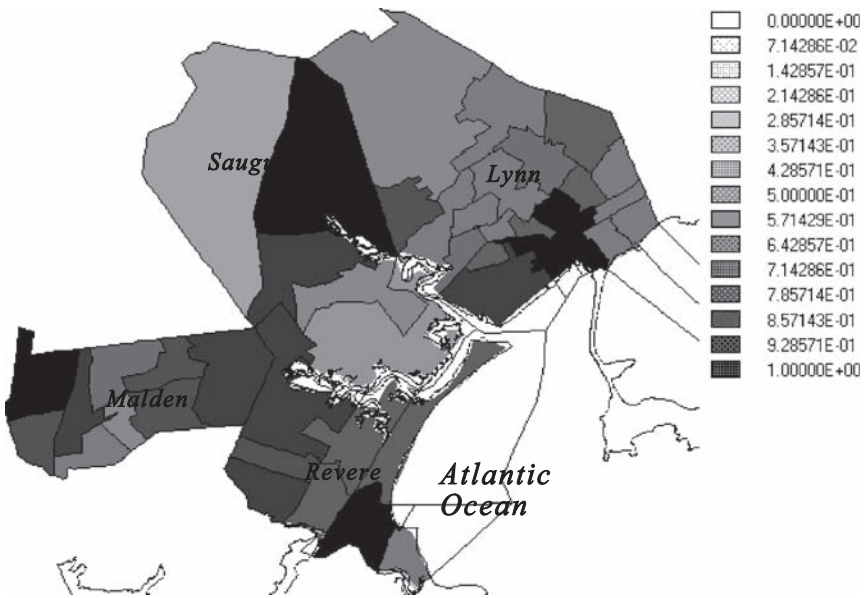 Saugu
Lynn
Malden
Revere
Atlantic
Ocean
0.00000E+00
7.14286E-02
1.42857E-01
2.14286E-01
2.85714E-01
3.57143E-01
4.28571E-01
5.00000E-01
5.71429E-01
6.42857E-01
7.14286E-01
7.85714E-01
8.57143E-01
9.28571E-01
1.00000E+00